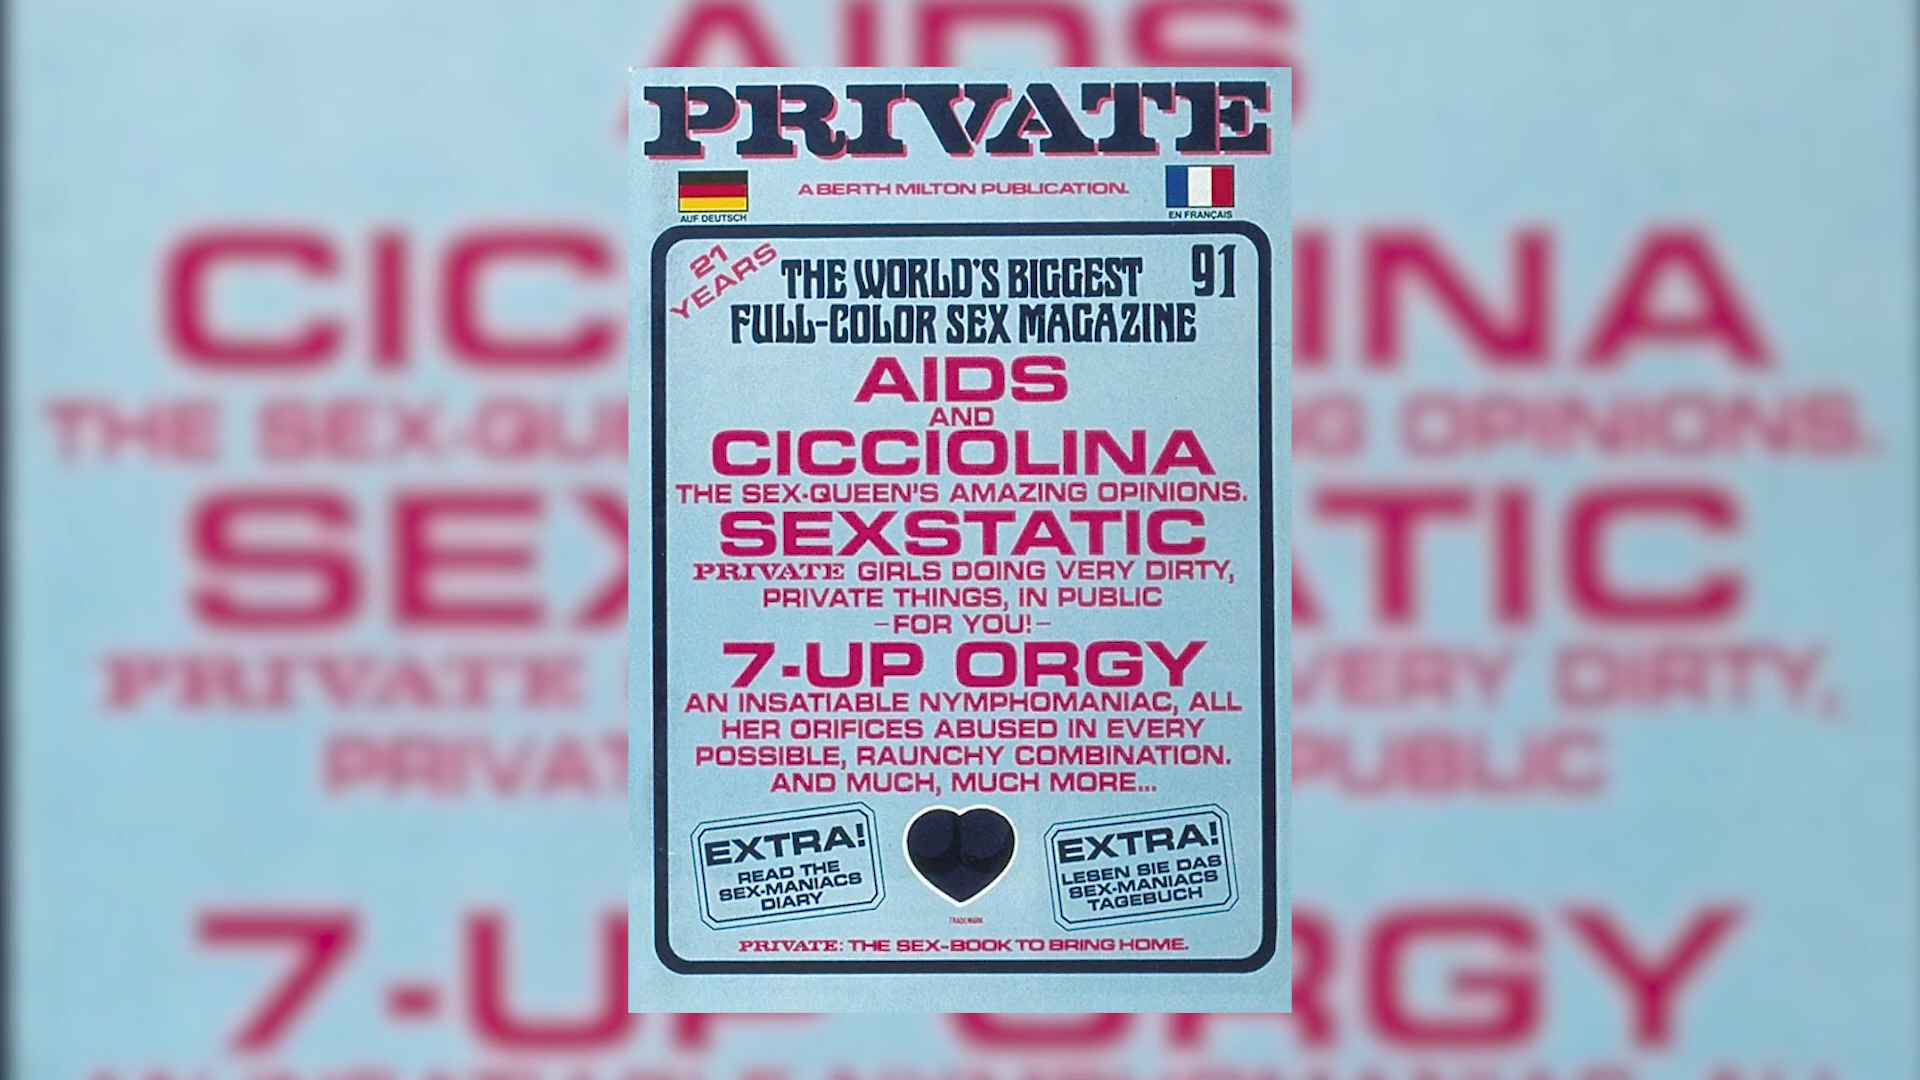 PRIVATE
A BERTH MILTON PUBLICATION.
AUF DEUTSCH
EN FRANÇAIS
21
YEARS
THE WORLD'S BIGGEST
91
FULL-COLOR SEX MAGAZINE
AIDS
AND
CICCIOLINA
THE SEX-QUEEN'S AMAZING OPINIONS.
SEXSTATIC
PRIVATE GIRLS DOING VERY DIRTY,
PRIVATE THINGS, IN PUBLIC
-FOR YOU!-
7-UP ORGY
AN INSATIABLE NYMPHOMANIAC, ALL
HER ORIFICES ABUSED IN EVERY
POSSIBLE, RAUNCHY COMBINATION.
AND MUCH, MUCH MORE...
EXTRA!
READ THE
SEX-MANIACS
DIARY
TRADEMARK
EXTRA!
LESEN SIE DAS
SEX-MANIACS
TAGEBUCH
PRIVATE: THE SEX-BOOK TO BRING HOME.